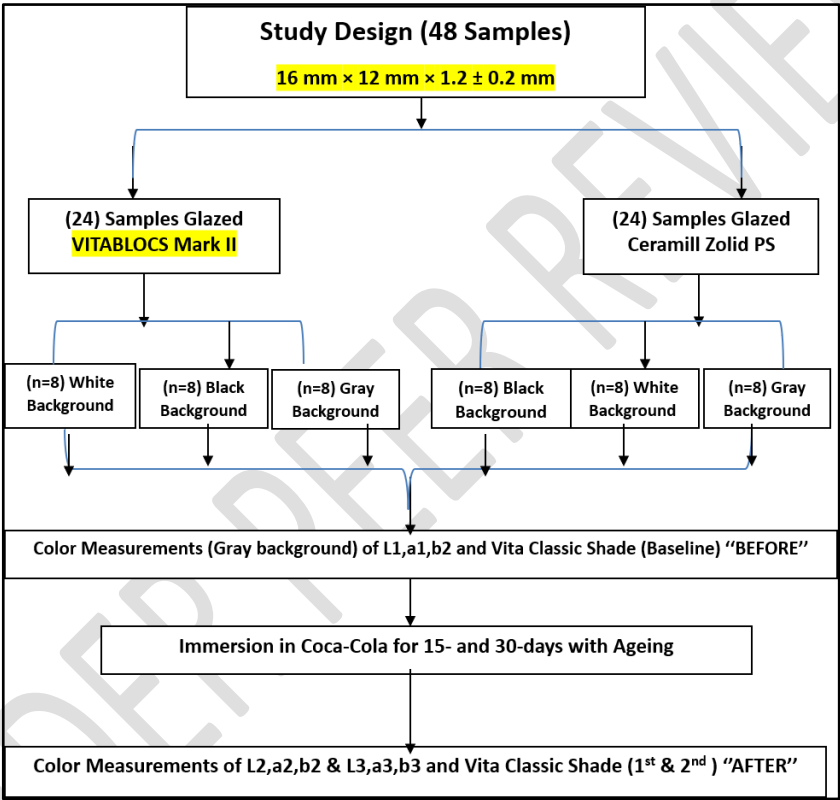 Study Design (48 Samples)
16 mm × 12 mm × 1.2 ± 0.2 mm
(24) Samples Glazed
VITABLOCS Mark II
(24) Samples Glazed
Ceramill Zolid PS
(n=8) White
Background
(n=8) Black
Background
(n=8) Gray
Background
(n=8) Black
Background
(n=8) White
Background
(n=8) Gray
Background
Color Measurements (Gray background) of L1,a1,b2 and Vita Classic Shade (Baseline) “BEFORE”
Immersion in Coca-Cola for 15- and 30-days with Ageing
Color Measurements of L2,a2,b2 & L3,a3,b3 and Vita Classic Shade (1st & 2nd ) “AFTER”
DER PEER REVIE